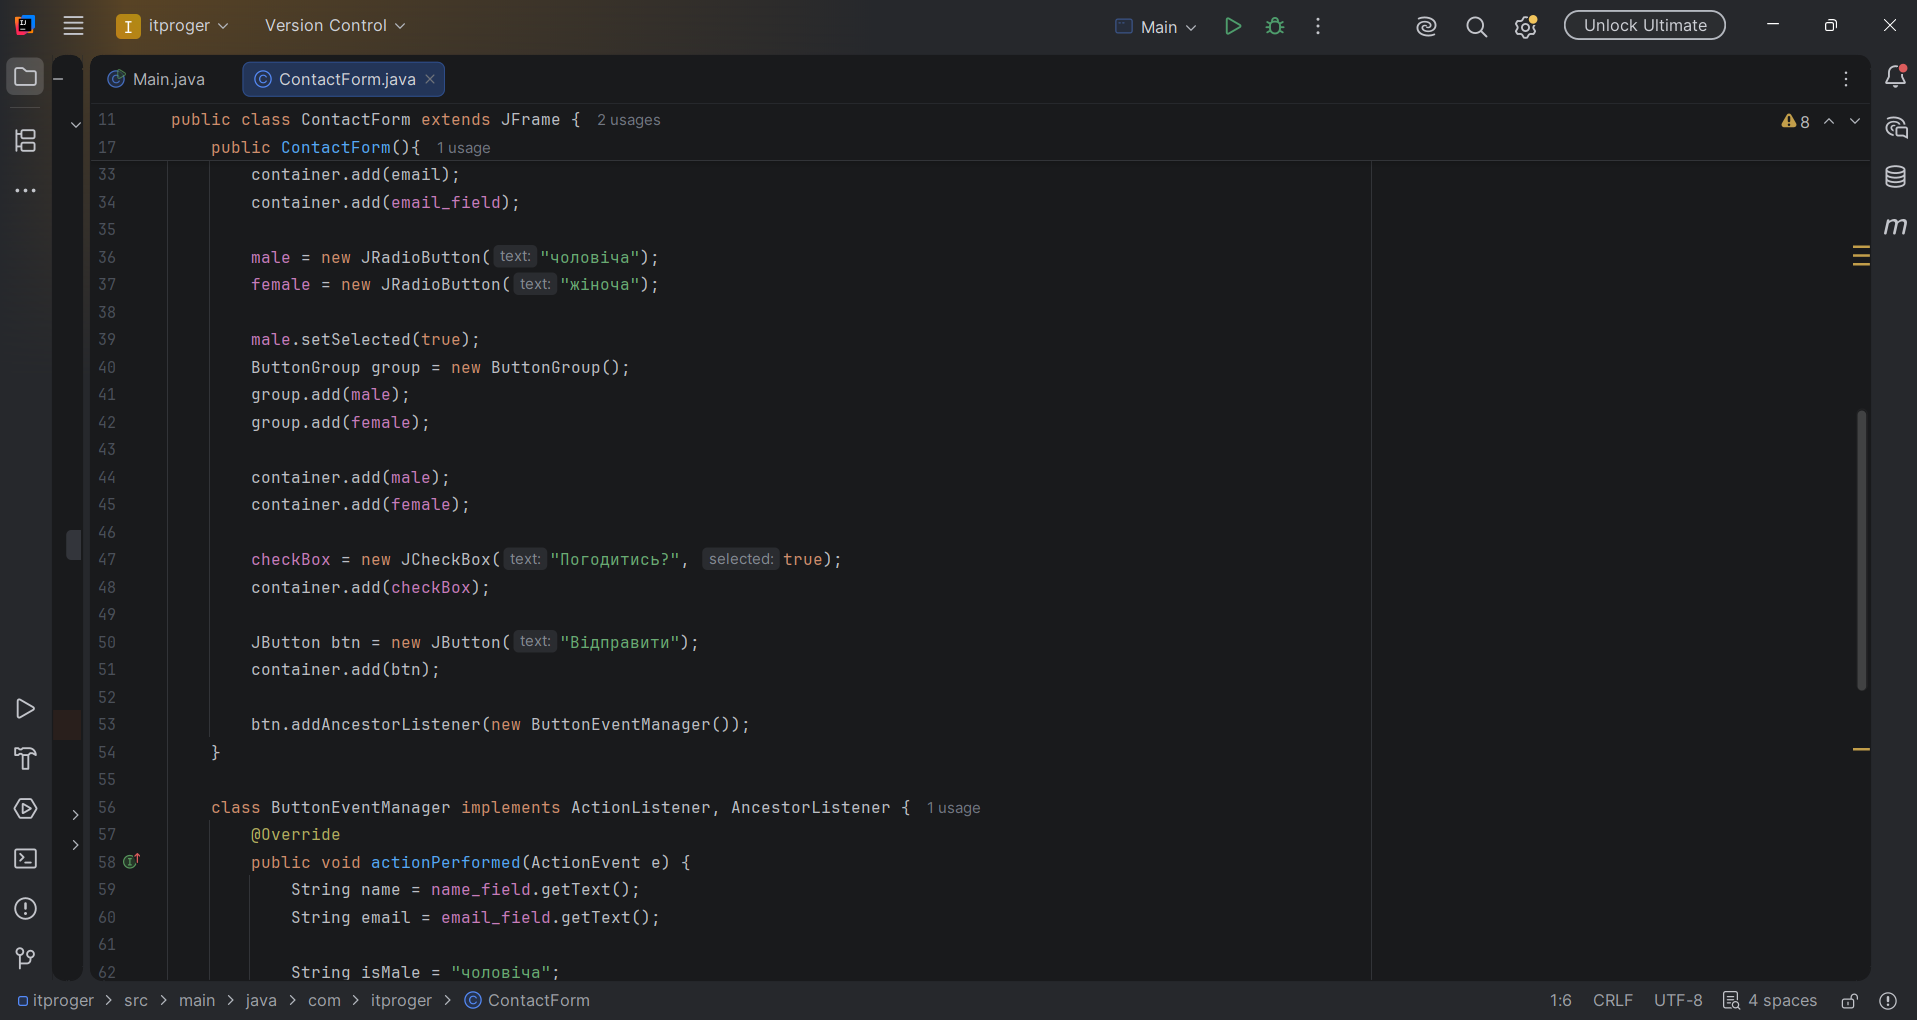 I itproger Version Control Main Unlock Ultimate
Main.java ContactForm.java
11 public class ContactForm extends JFrame { 2 usages 8
17 public ContactForm(){ 1 usage
33 container.add(email);
34 container.add(email_field);
35
36 male = new JRadioButton( text: "чоловіча");
37 female = new JRadioButton( text: "жіноча");
38
39 male.setSelected(true);
40 ButtonGroup group = new ButtonGroup();
41 group.add(male);
42 group.add(female);
43
44 container.add(male);
45 container.add(female);
46
47 checkBox = new JCheckBox( text: "Погодитись?", selected: true);
48 container.add(checkBox);
49
50 JButton btn = new JButton( text: "Відправити");
51 container.add(btn);
52
53 btn.addAncestorListener(new ButtonEventManager());
54 }
55
56 class ButtonEventManager implements ActionListener, AncestorListener { 1 usage
57 @Override
58 public void actionPerformed(ActionEvent e) {
59 String name = name_field.getText();
60 String email = email_field.getText();
61
62 String isMale = "чоловіча";
itproger > src > main > java > com > itproger > ContactForm 1:6 CRLF UTF-8 4 spaces